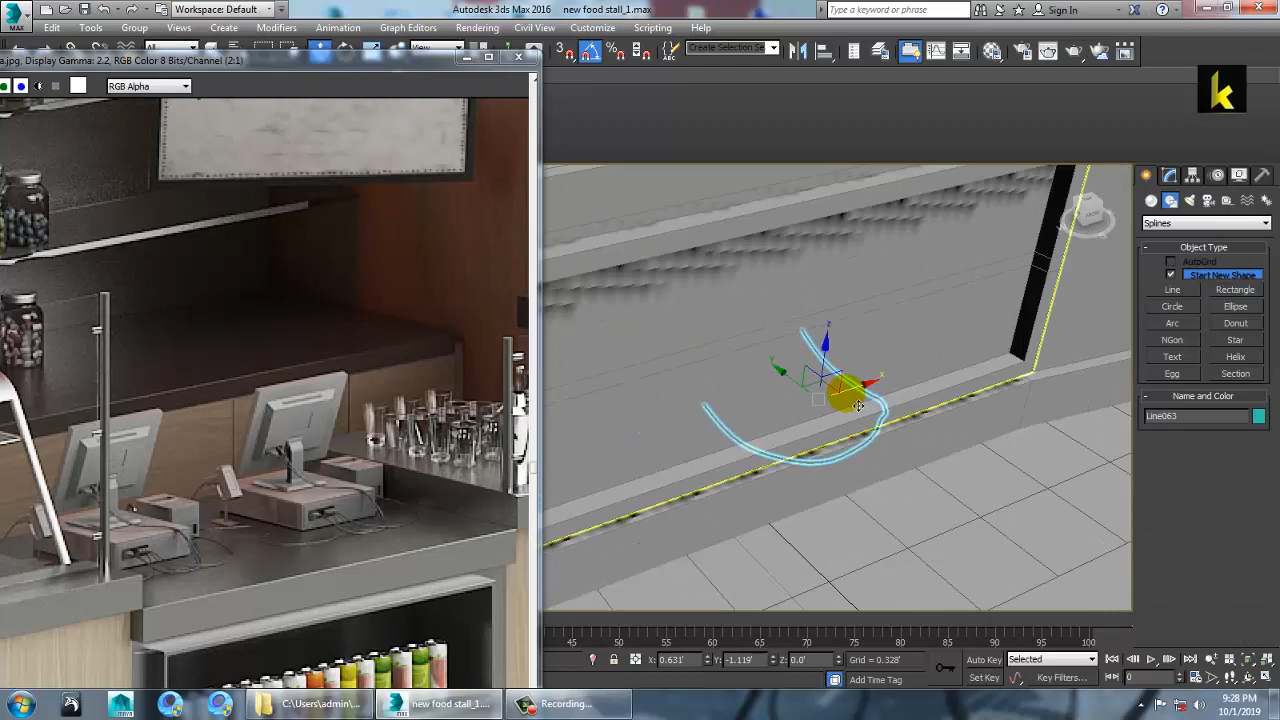 MAX
Workspace: Default
Autodesk 3ds Max 2016
new food stall_1.max
Type a keyword or phrase
Sign In
Edit
Tools
Group
Views
Create
Modifiers
Animation
Graph Editors
Rendering
Civil View
Customize
Scripting
Help
All
View
3
Create Selection Se
a.jpg, Display Gamma: 2.2, RGB Color 8 Bits/Channel (2:1)
RGB Alpha
k
z
y
x
FRONT
Splines
Object Type
AutoGrid
Start New Shape
Line
Rectangle
Circle
Ellipse
Arc
Donut
NGon
Star
Text
Helix
Egg
Section
Name and Color
Line063
45
50
55
60
65
70
75
80
85
90
95
100
X: 0.631'
Y: -1.119'
Z: 0.0'
Grid = 0.328'
Add Time Tag
Auto Key
Selected
Set Key
Key Filters...
0
C:\Users\admin\...
new food stall_1....
Recording...
9:28 PM
10/1/2019